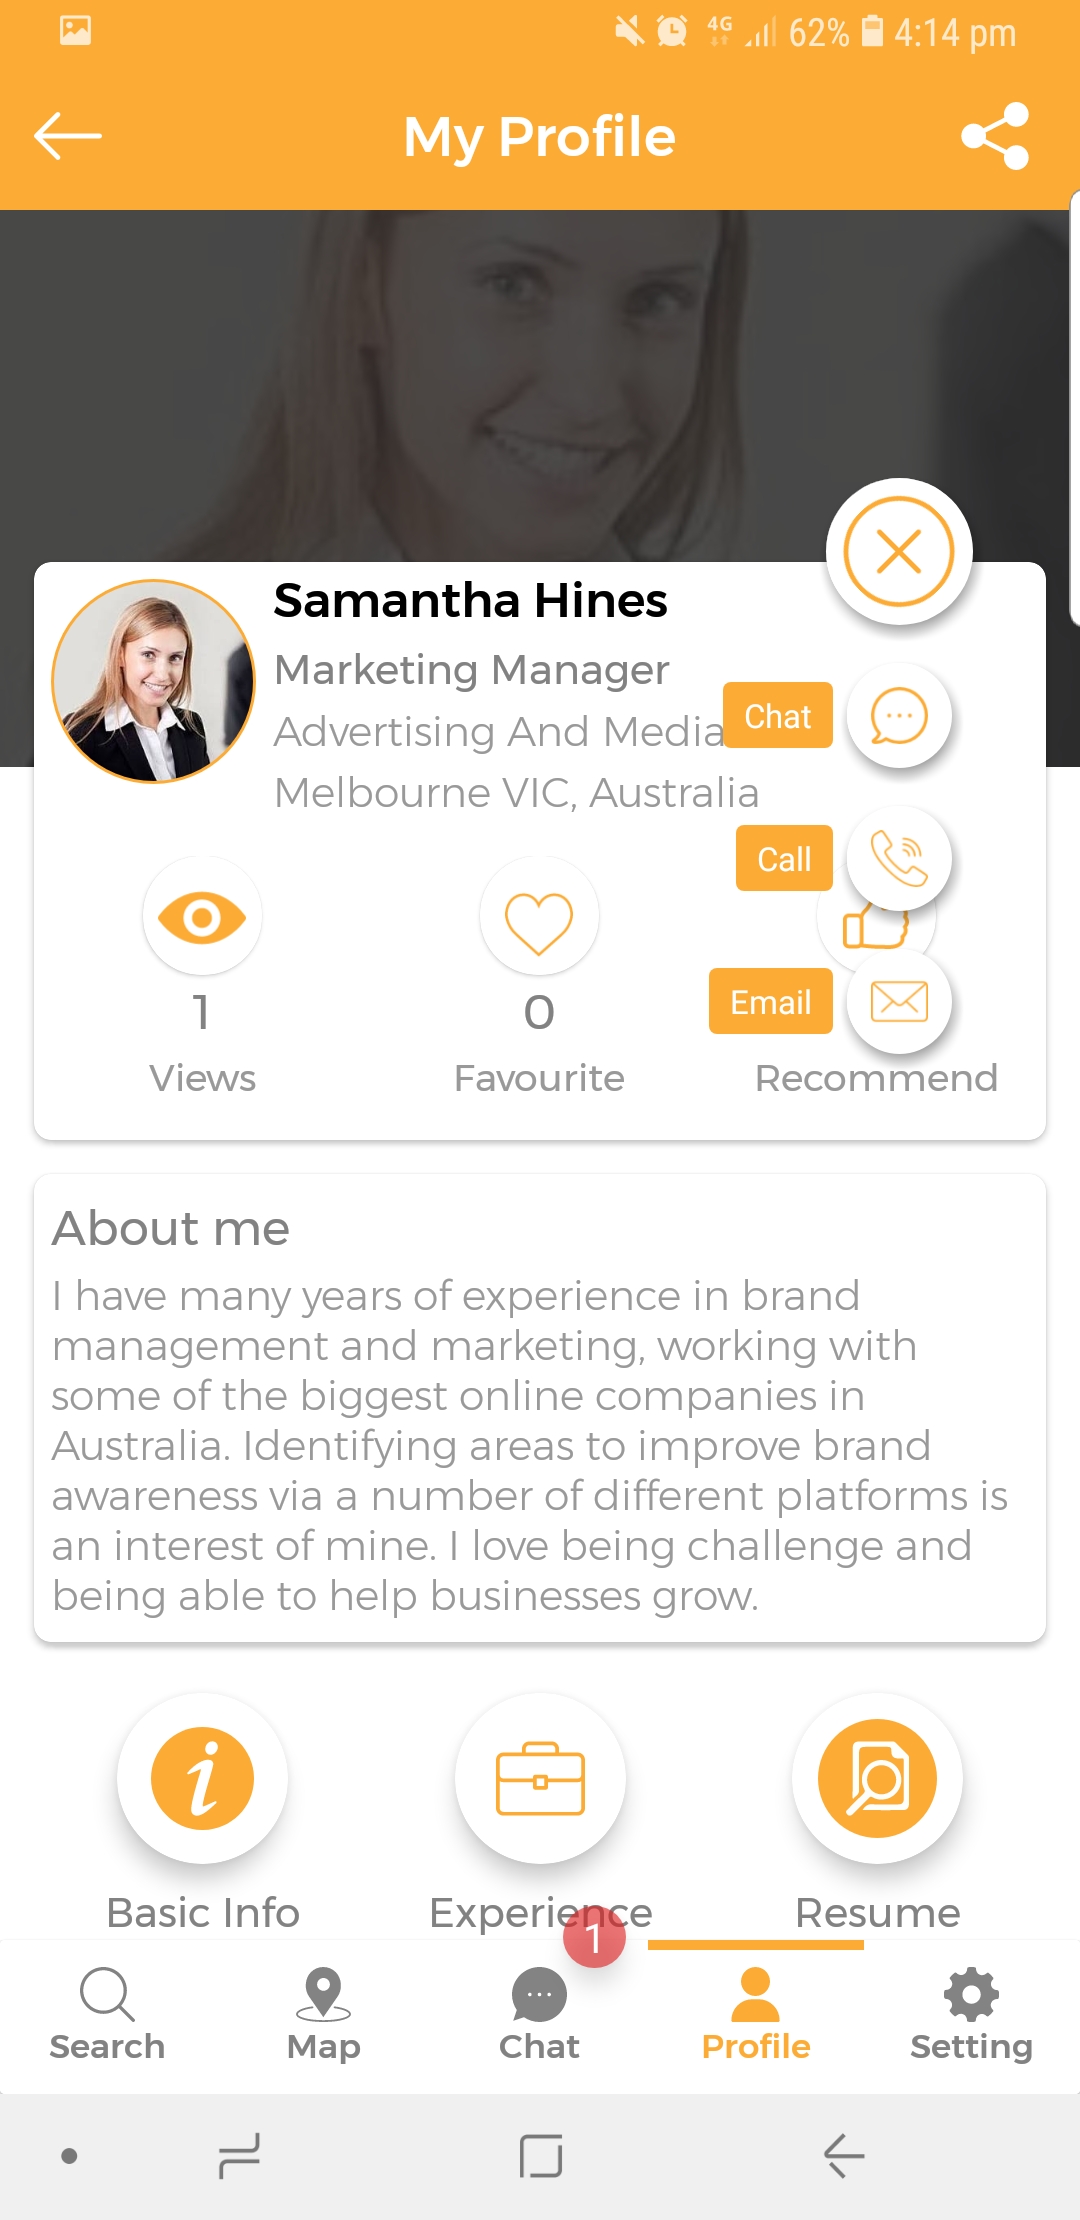 4G 62% 4:14 pm
My Profile
Samantha Hines
Marketing Manager
Advertising And Media
Chat
Melbourne VIC, Australia
Call
Email
1
0
Views
Favourite
Recommend
About me
I have many years of experience in brand
management and marketing, working with
some of the biggest online companies in
Australia. Identifying areas to improve brand
awareness via a number of different platforms is
an interest of mine. I love being challenge and
being able to help businesses grow.
Basic Info
Experience
Resume
1
Search
Map
Chat
Profile
Setting